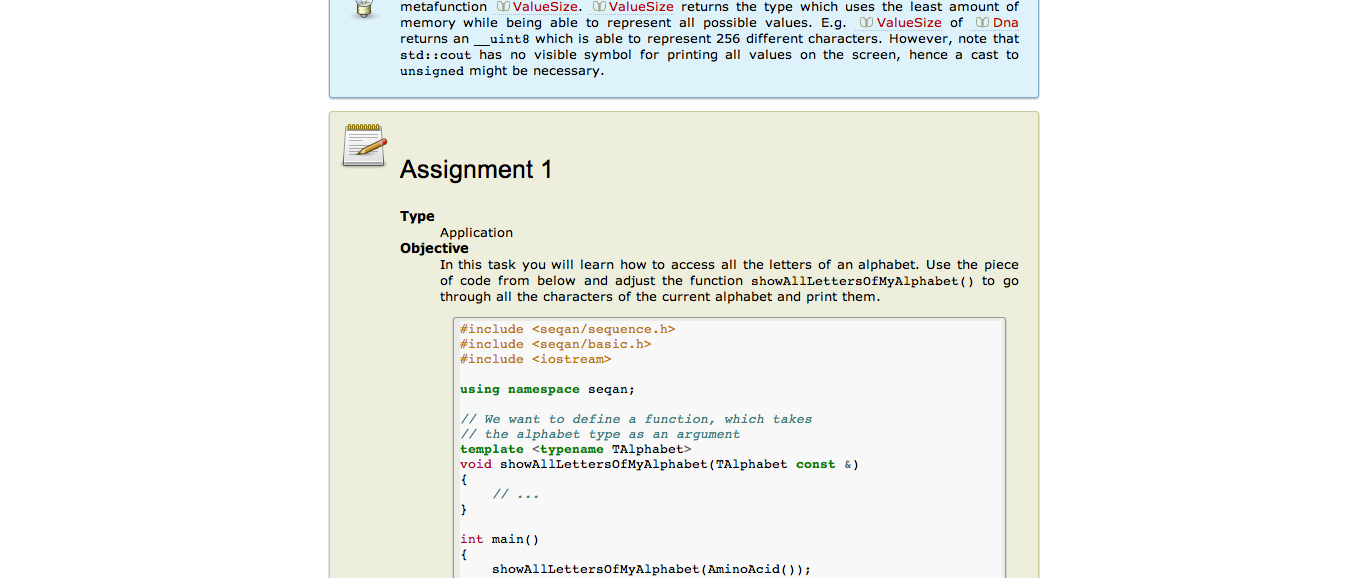 metafunction ValueSize. ValueSize returns the type which uses the least amount of
memory while being able to represent all possible values. E.g. ValueSize of Dna
returns an __uint8 which is able to represent 256 different characters. However, note that
std::cout has no visible symbol for printing all values on the screen, hence a cast to
unsigned might be necessary.
Assignment 1
Type
Application
Objective
In this task you will learn how to access all the letters of an alphabet. Use the piece
of code from below and adjust the function showAllLettersOfMyAlphabet() to go
through all the characters of the current alphabet and print them.
#include <seqan/sequence.h>
#include <seqan/basic.h>
#include <iostream>
using namespace seqan;
// We want to define a function, which takes
// the alphabet type as an argument
template <typename TAlphabet>
void showAllLettersOfMyAlphabet(TAlphabet const &)
{
// ...
}
int main()
{
showAllLettersOfMyAlphabet(AminoAcid());